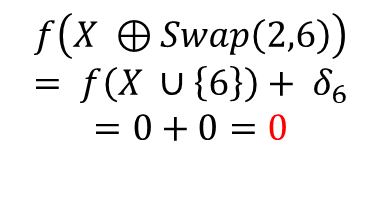 f(X ⊕ Swap(2,6))
= f(X ∪ {6}) + δ₆
= 0 + 0 = 0